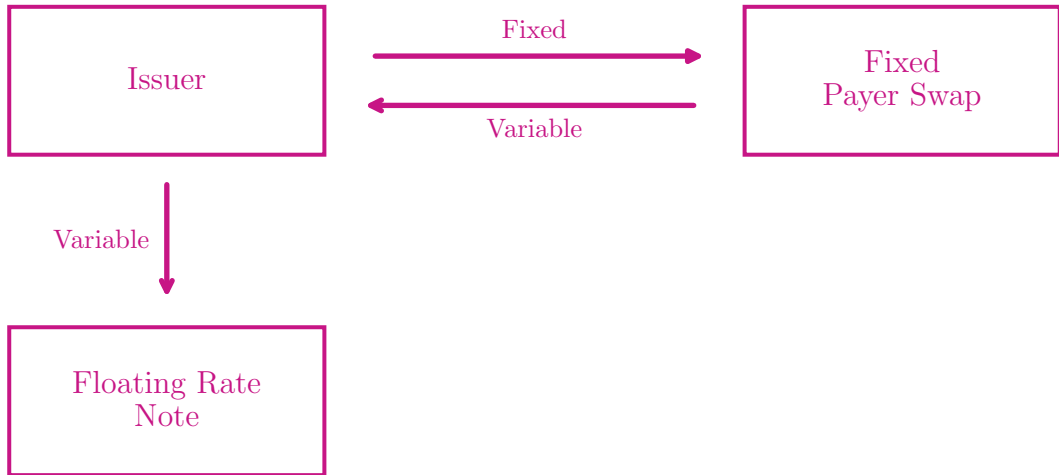 Issuer
Fixed
Variable
Fixed
Payer Swap
Variable
Floating Rate
Note